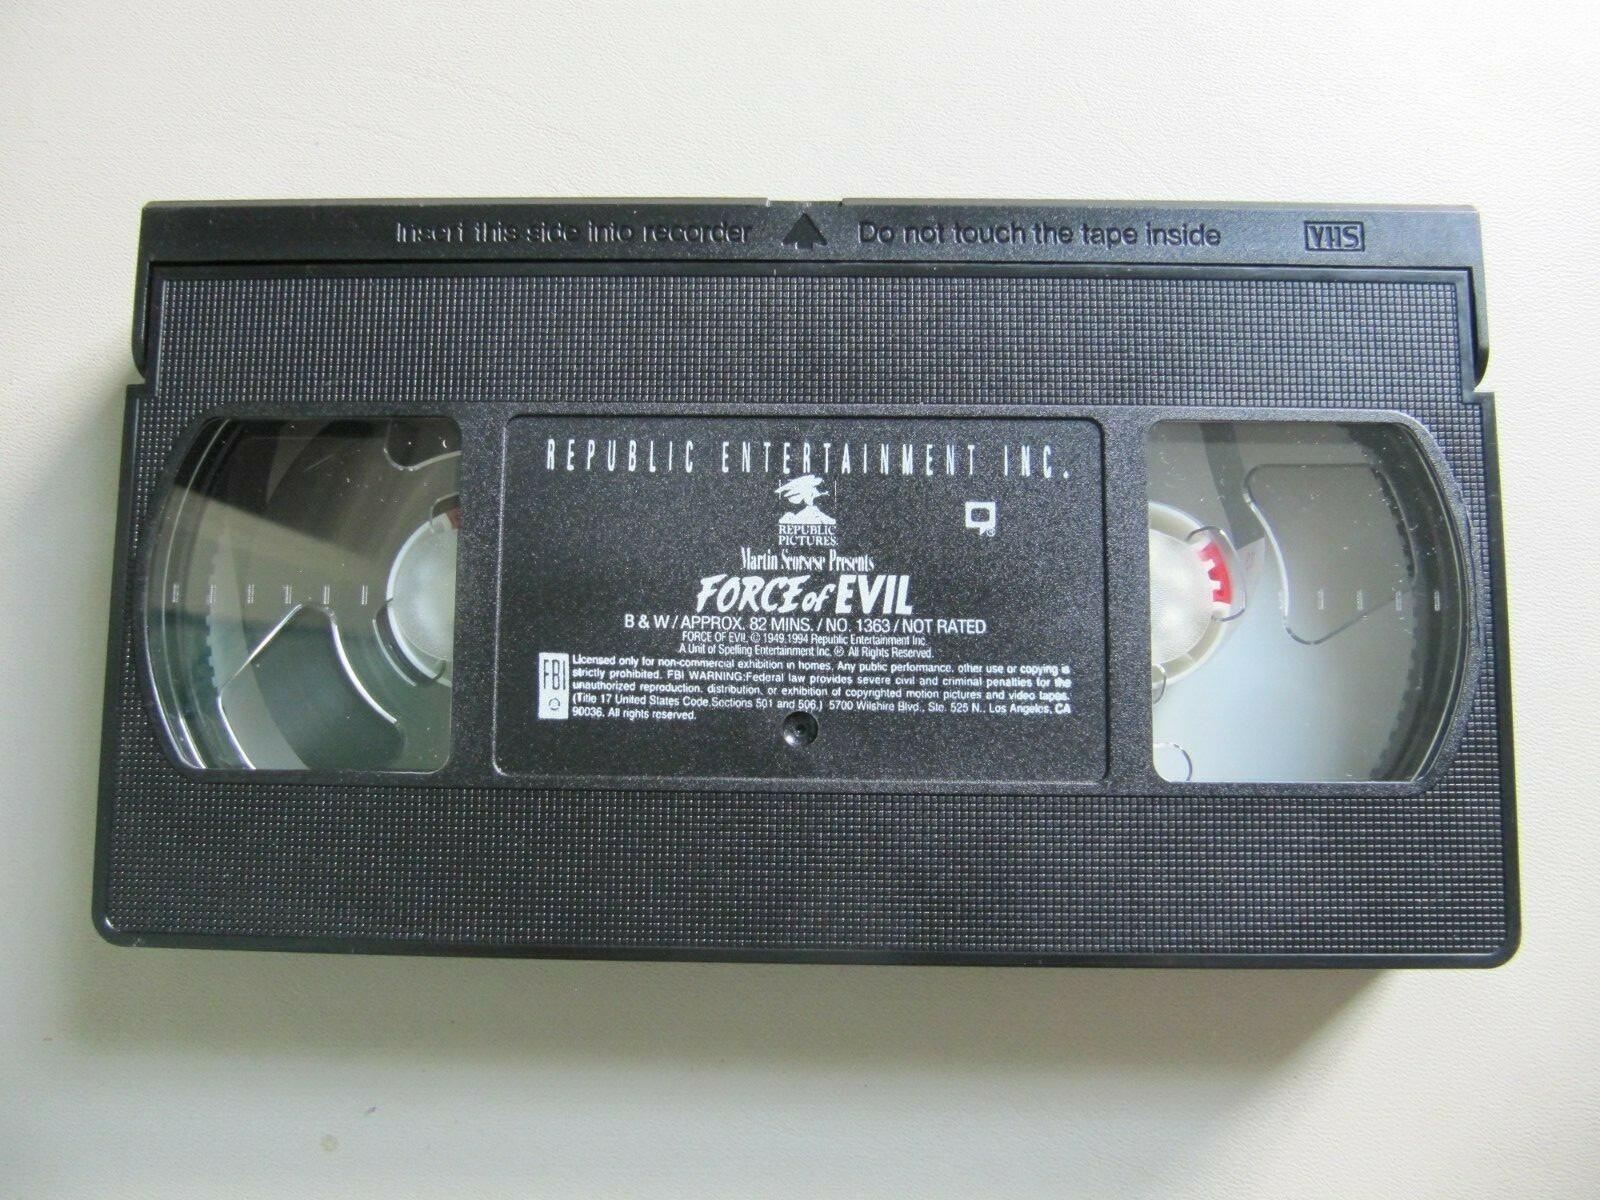 Insert this side into recorder Do not touch the tape inside VHS
REPUBLIC ENTERTAINMENT INC.
REPUBLIC
PICTURES
Martin Scorsese Presents
FORCE of EVIL
B & W / APPROX. 82 MINS. / NO. 1363 / NOT RATED
FORCE OF EVIL © 1949, 1994 Republic Entertainment Inc.
A Unit of Spelling Entertainment Inc. ℗ All Rights Reserved.
FBI
Licensed only for non-commercial exhibition in homes. Any public performance, other use or copying is
strictly prohibited. FBI WARNING: Federal law provides severe civil and criminal penalties for the
unauthorized reproduction, distribution, or exhibition of copyrighted motion pictures and video tapes.
(Title 17 United States Code, Sections 501 and 506.) 5700 Wilshire Blvd., Ste. 525 N., Los Angeles, CA
90036. All rights reserved.